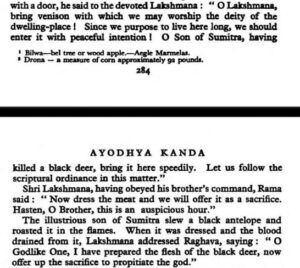 with a door, he said to the devoted Lakshmana : “ O Lakshmana,
bring venison with which we may worship the deity of the
dwelling-place ! Since we purpose to live here long, we should
enter it with peaceful intention ! O Son of Sumitra, having
¹ Bilwa—bel tree or wood apple.—Angle Marmelas.
² Drona — a measure of corn approximately 92 pounds.
284
AYODHYA KANDA
killed a black deer, bring it here speedily. Let us follow the
scriptural ordinance in this matter.”
Shri Lakshmana, having obeyed his brother’s command, Rama
said : “ Now dress the meat and we will offer it as a sacrifice.
Hasten, O Brother, this is an auspicious hour.”
The illustrious son of Sumitra slew a black antelope and
roasted it in the flames. When it was dressed and the blood
drained from it, Lakshmana addressed Raghava, saying : “ O
Godlike One, I have prepared the flesh of the black deer, now
offer up the sacrifice to propitiate the god.”